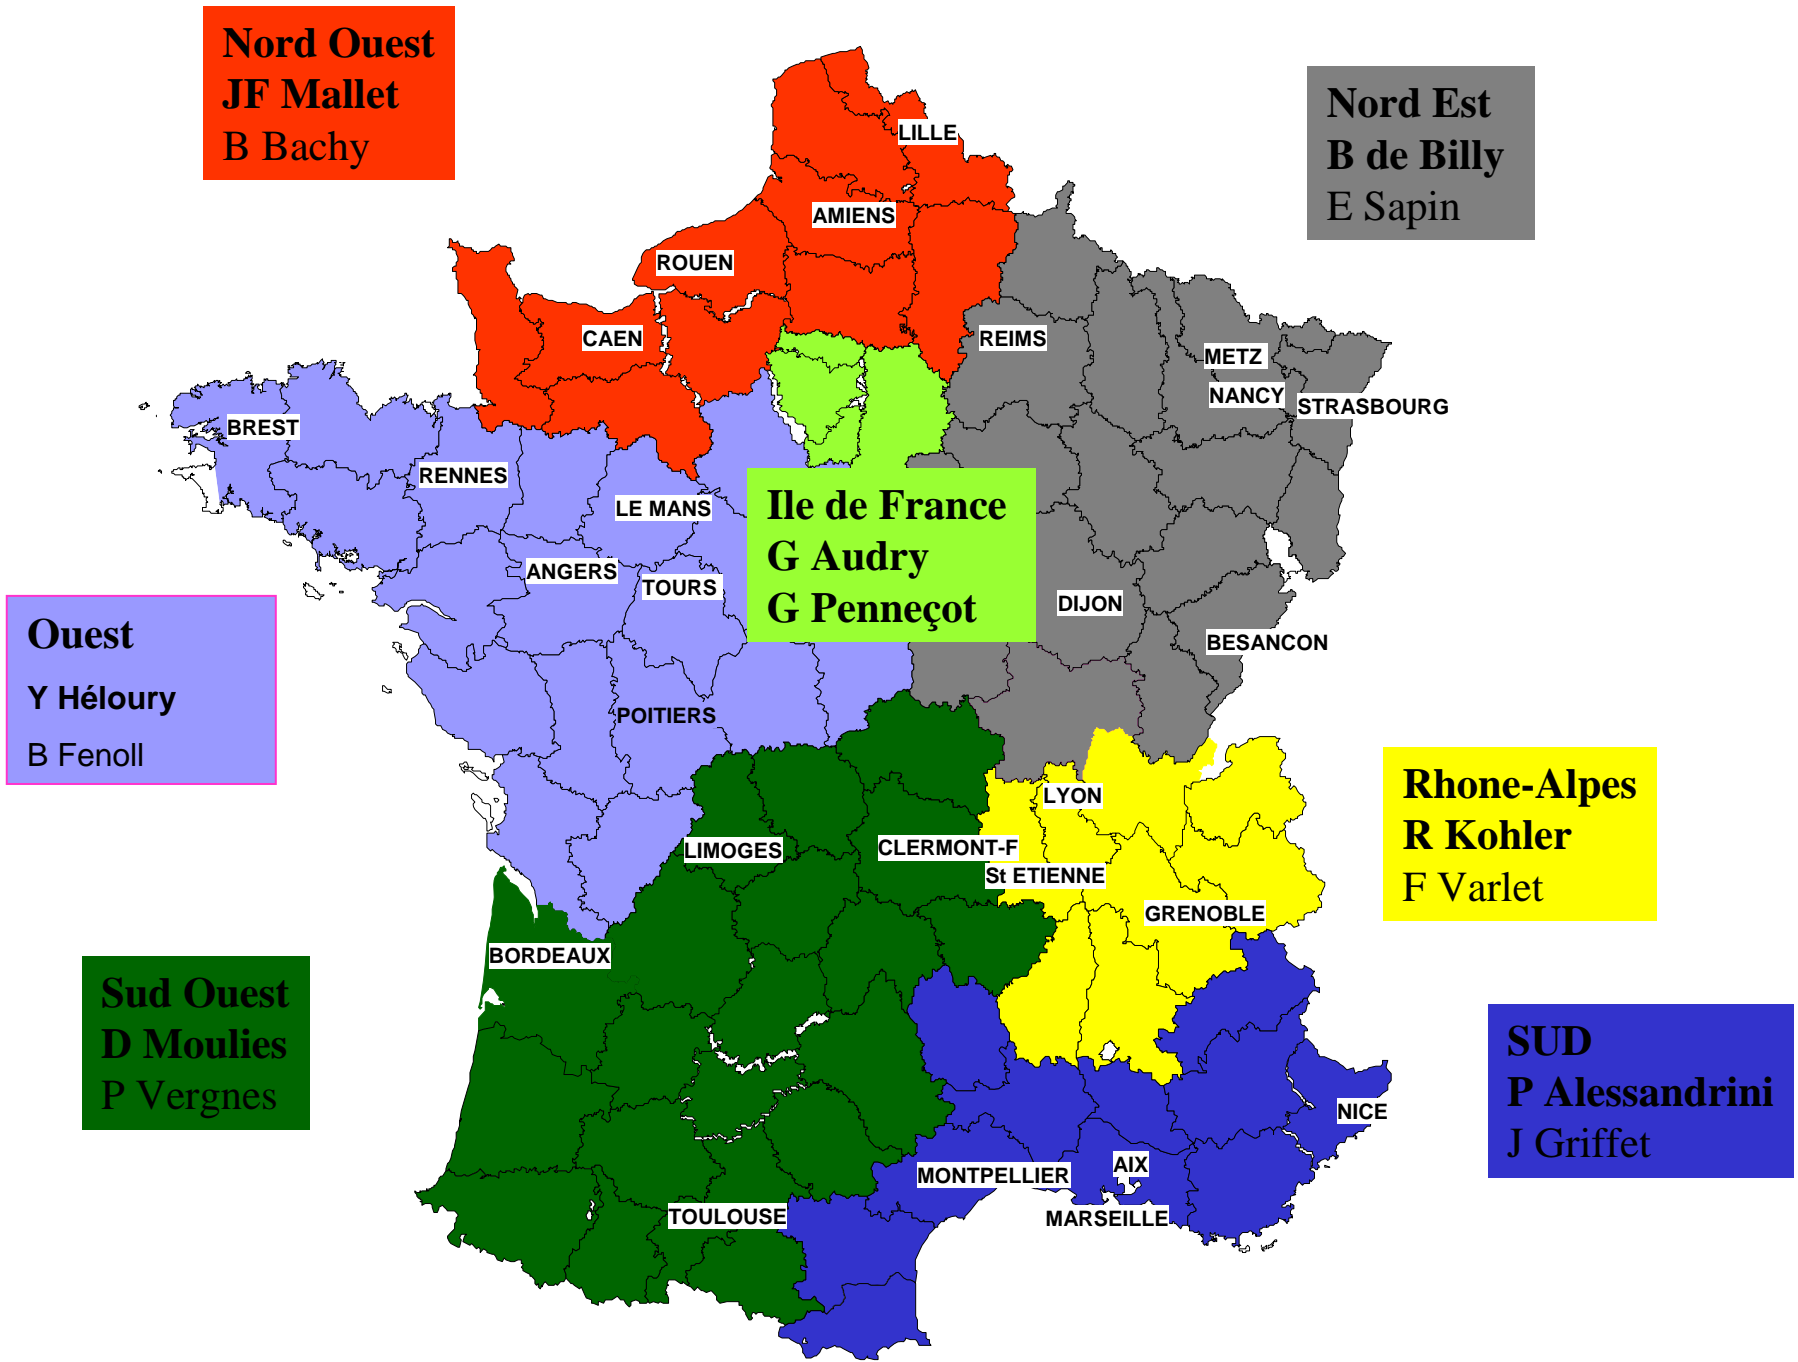 Nord Ouest
JF Mallet
B Bachy
Nord Est
B de Billy
E Sapin
LILLE
AMIENS
ROUEN
CAEN
REIMS
METZ
NANCY
STRASBOURG
BREST
RENNES
LE MANS
Ile de France
G Audry
G Penneçot
ANGERS
TOURS
DIJON
BESANCON
Ouest
Y Héloury
B Fenoll
POITIERS
LYON
Rhone-Alpes
R Kohler
F Varlet
LIMOGES
CLERMONT-F
St ETIENNE
GRENOBLE
BORDEAUX
Sud Ouest
D Moulies
P Vergnes
SUD
P Alessandrini
J Griffet
NICE
MONTPELLIER
AIX
TOULOUSE
MARSEILLE